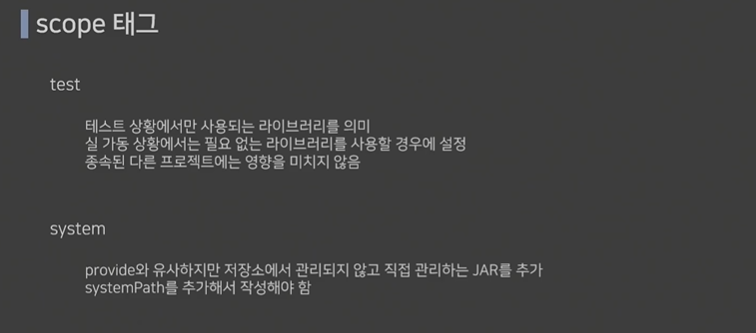 scope 태그
test
테스트 상황에서만 사용되는 라이브러리를 의미
실 가동 상황에서는 필요 없는 라이브러리를 사용할 경우에 설정
종속된 다른 프로젝트에는 영향을 미치지 않음
system
provide와 유사하지만 저장소에서 관리되지 않고 직접 관리하는 JAR를 추가
systemPath를 추가해서 작성해야 함